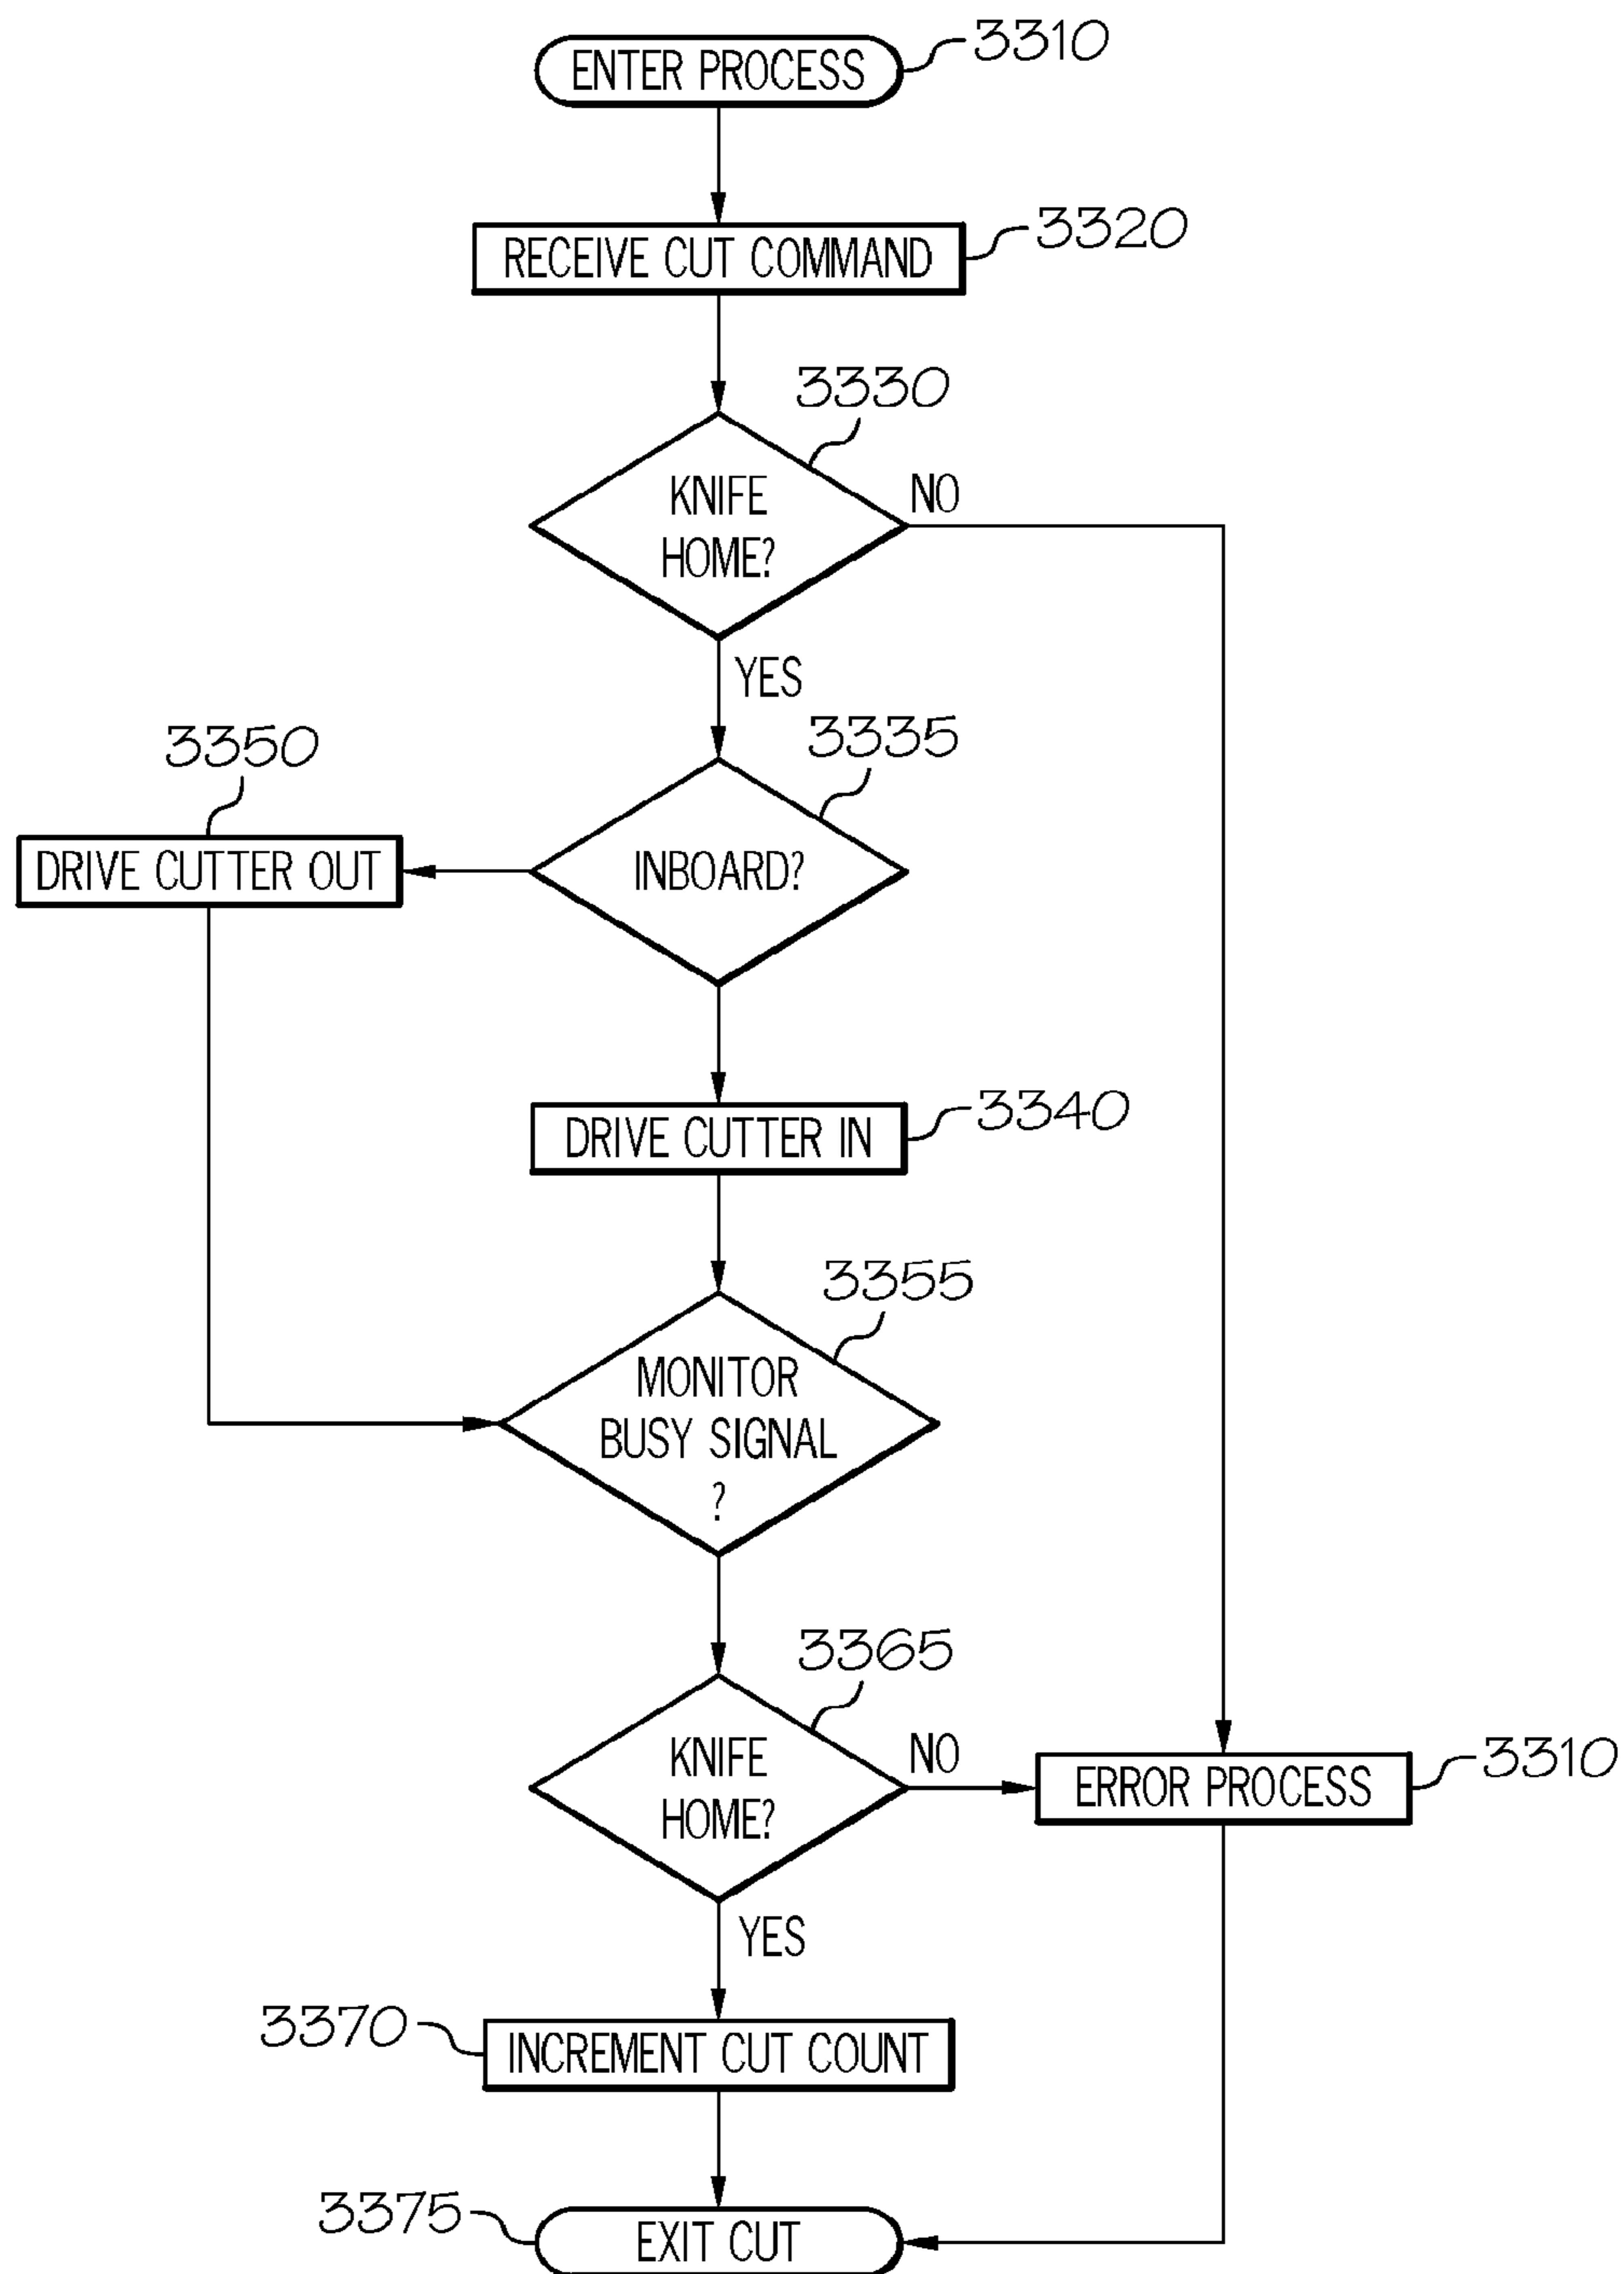 ENTER PROCESS
3310
RECEIVE CUT COMMAND
3320
3330
KNIFE
HOME?
NO
YES
3335
3350
INBOARD?
DRIVE CUTTER OUT
DRIVE CUTTER IN
3340
3355
MONITOR
BUSY SIGNAL
?
3365
KNIFE
HOME?
NO
ERROR PROCESS
3310
YES
3370
INCREMENT CUT COUNT
3375
EXIT CUT